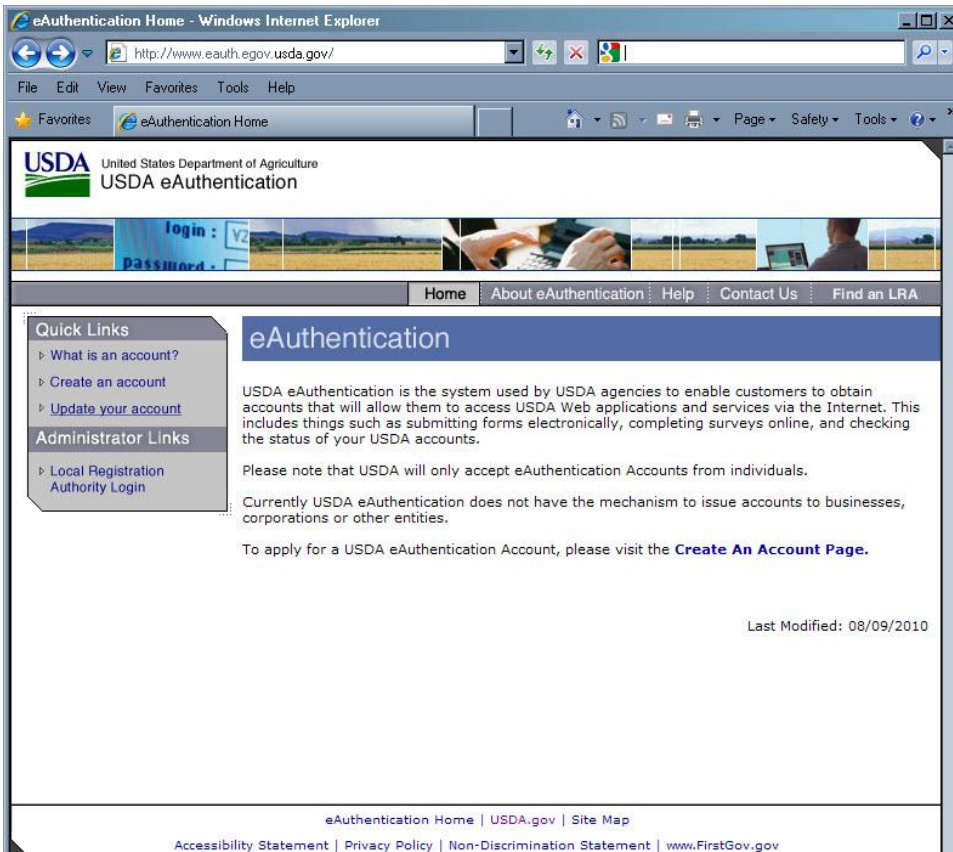 eAuthentication Home - Windows Internet Explorer
http://www.eauth.egov.usda.gov/
File Edit View Favorites Tools Help
Favorites eAuthentication Home Page Safety Tools
USDA United States Department of Agriculture
USDA eAuthentication
login :
password :
Home About eAuthentication Help Contact Us Find an LRA
Quick Links
What is an account?
Create an account
Update your account
Administrator Links
Local Registration
Authority Login
eAuthentication
USDA eAuthentication is the system used by USDA agencies to enable customers to obtain
accounts that will allow them to access USDA Web applications and services via the Internet. This
includes things such as submitting forms electronically, completing surveys online, and checking
the status of your USDA accounts.
Please note that USDA will only accept eAuthentication Accounts from individuals.
Currently USDA eAuthentication does not have the mechanism to issue accounts to businesses,
corporations or other entities.
To apply for a USDA eAuthentication Account, please visit the Create An Account Page.
Last Modified: 08/09/2010
eAuthentication Home | USDA.gov | Site Map
Accessibility Statement | Privacy Policy | Non-Discrimination Statement | www.FirstGov.gov